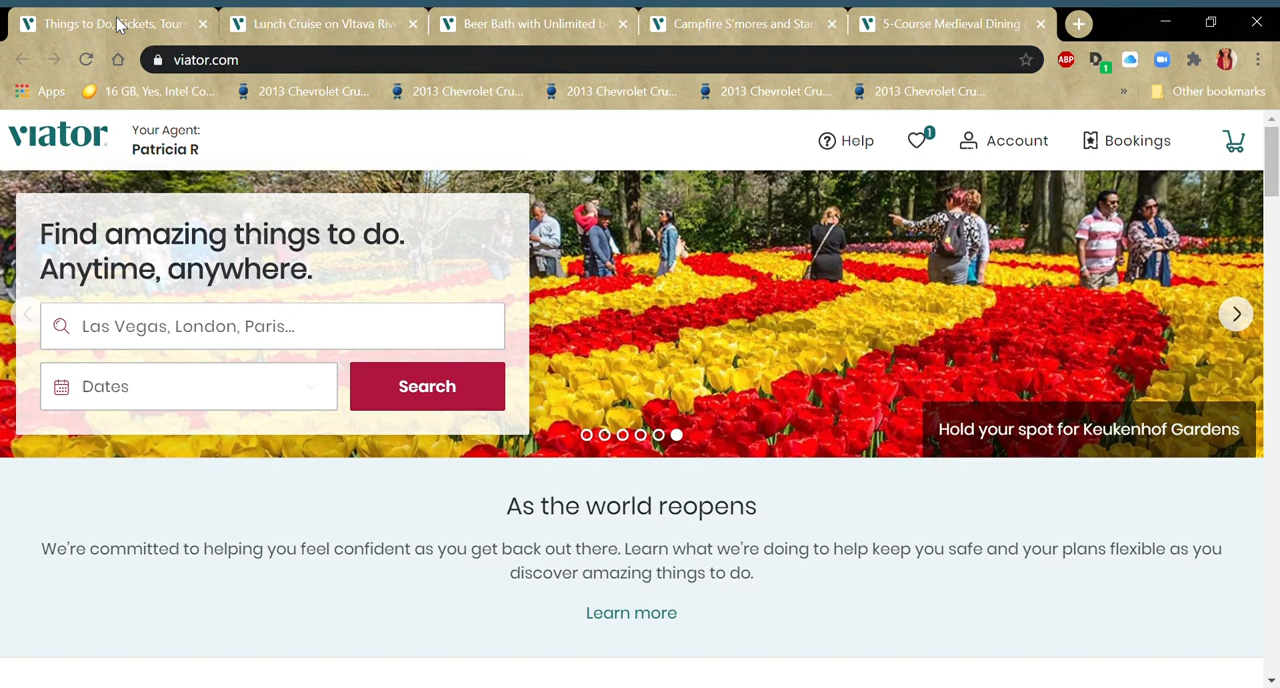 Things to Do, Tickets, Tour
Lunch Cruise on Vltava Rive
Beer Bath with Unlimited b
Campfire S'mores and Star
5-Course Medieval Dining
viator.com
ABP
1
Apps
16 GB, Yes, Intel Co...
2013 Chevrolet Cru...
2013 Chevrolet Cru...
2013 Chevrolet Cru...
2013 Chevrolet Cru...
2013 Chevrolet Cru...
»
Other bookmarks
viator
Your Agent:
Patricia R
Help
1
Account
Bookings
Find amazing things to do.
Anytime, anywhere.
Las Vegas, London, Paris...
Dates
Search
Hold your spot for Keukenhof Gardens
As the world reopens
We're committed to helping you feel confident as you get back out there. Learn what we're doing to help keep you safe and your plans flexible as you
discover amazing things to do.
Learn more